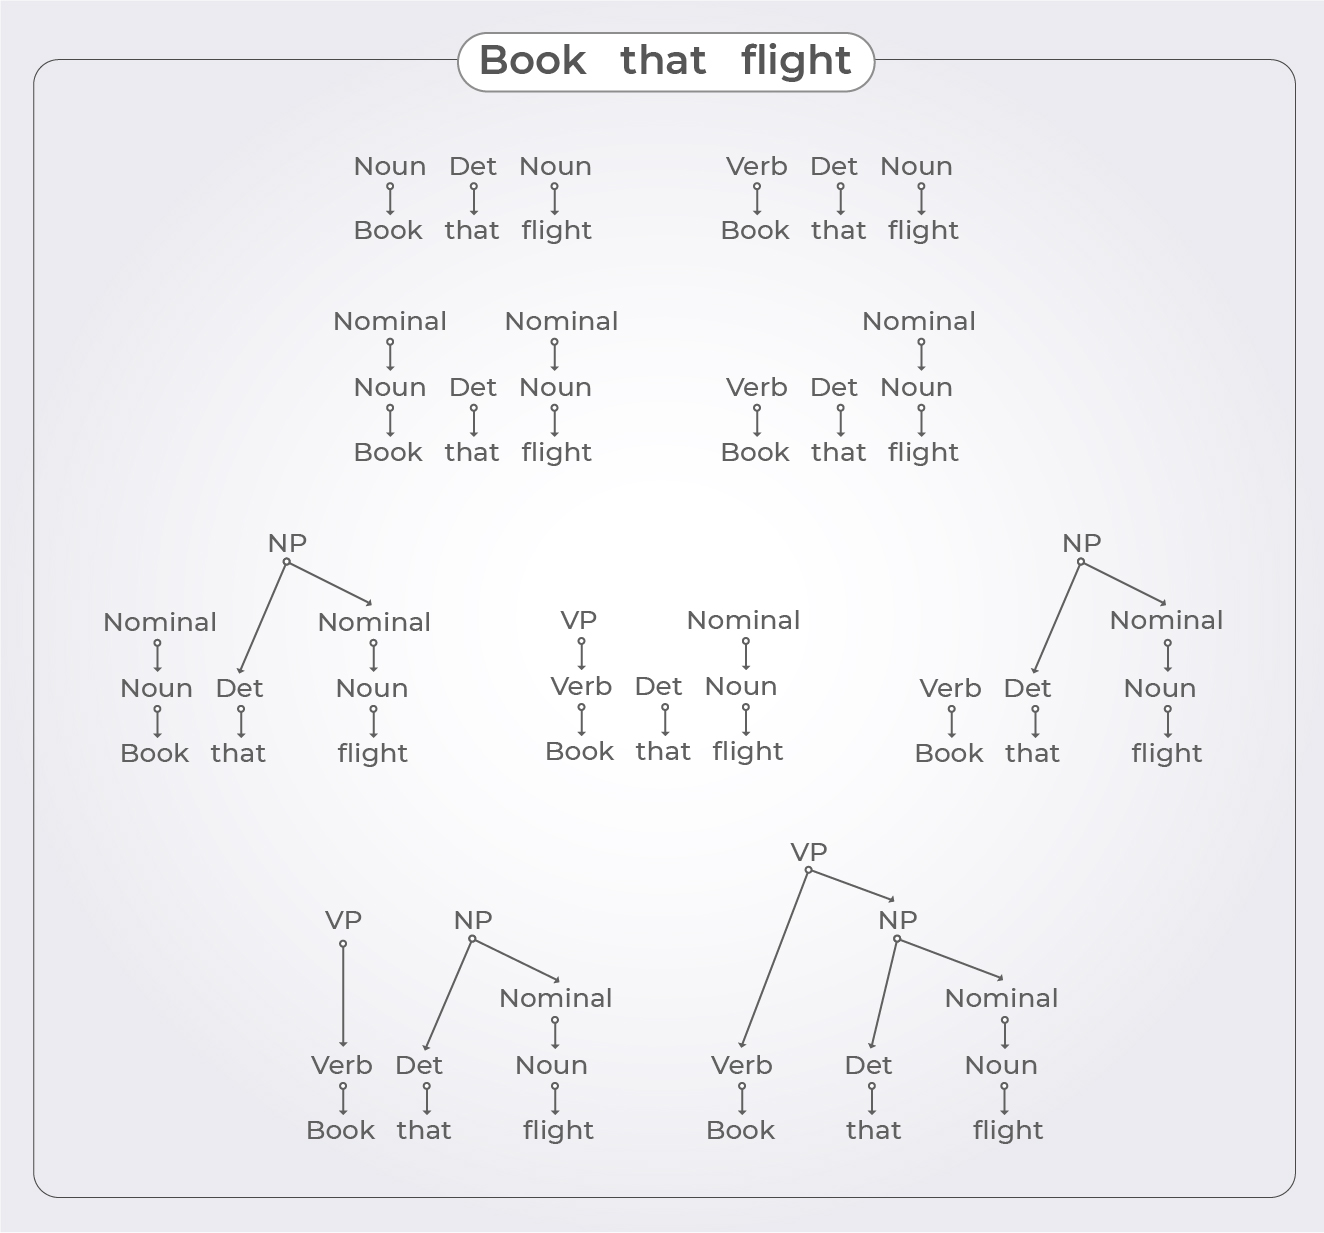 Book that flight
Noun Det Noun Verb Det Noun
Book that flight Book that flight
Nominal Nominal Nominal
Noun Det Noun Verb Det Noun
Book that flight Book that flight
NP NP
Nominal Nominal VP Nominal Nominal
Noun Det Noun Verb Det Noun Verb Det Noun
Book that flight Book that flight Book that flight
VP
VP NP NP
Nominal Nominal
Verb Det Noun Verb Det Noun
Book that flight Book that flight